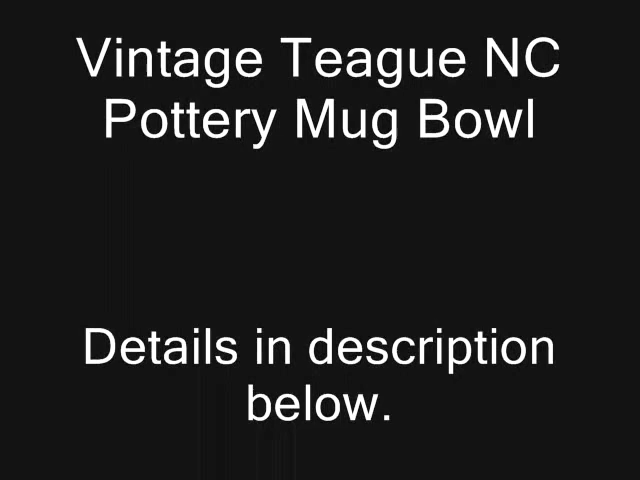 Vintage Teague NC
Pottery Mug Bowl
Details in description
below.